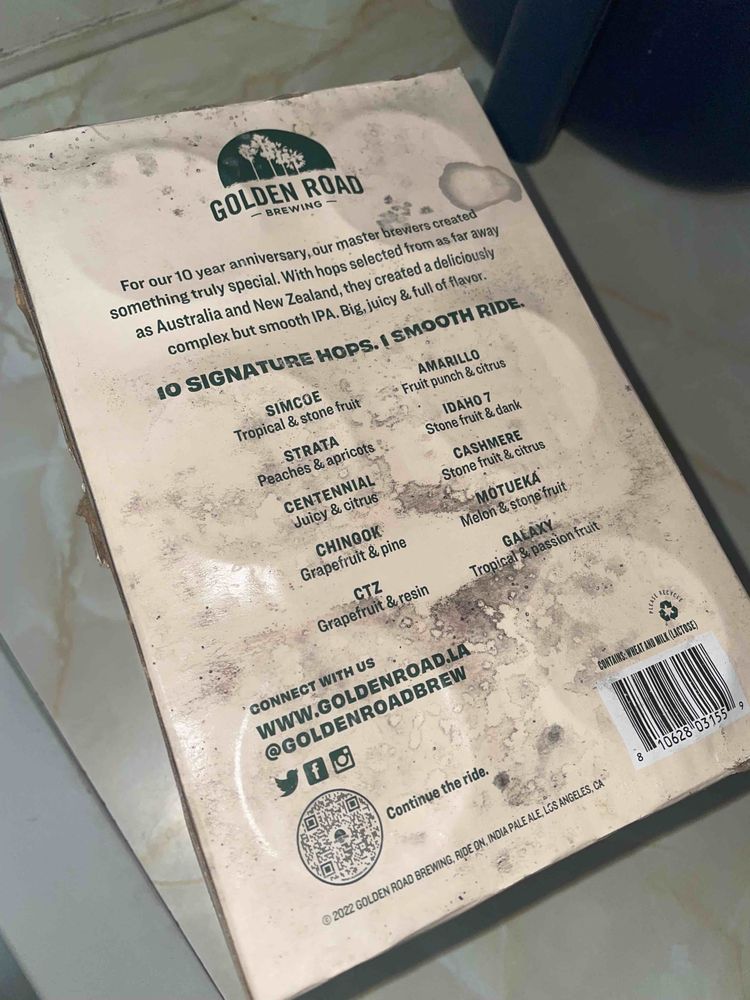 GOLDEN ROAD
BREWING
For our 10 year anniversary, our master brewers created
something truly special. With hops selected from as far away
as Australia and New Zealand, they created a deliciously
complex but smooth IPA. Big, juicy & full of flavor.
10 SIGNATURE HOPS. 1 SMOOTH RIDE.
SIMCOE
Tropical & stone fruit
STRATA
Peaches & apricots
CENTENNIAL
Juicy & citrus
CHINOOK
Grapefruit & pine
CTZ
Grapefruit & resin
AMARILLO
Fruit punch & citrus
IDAHO 7
Stone fruit & dank
CASHMERE
Stone fruit & citrus
MOTUEKA
Melon & stone fruit
GALAXY
Tropical & passion fruit
PLEASE RECYCLE
CONTAINS: WHEAT AND MILK (LACTOSE)
8 10628 03155 9
CONNECT WITH US
WWW.GOLDENROAD.LA
@GOLDENROADBREW
Continue the ride.
© 2022 GOLDEN ROAD BREWING, RIDE ON, INDIA PALE ALE, LOS ANGELES, CA